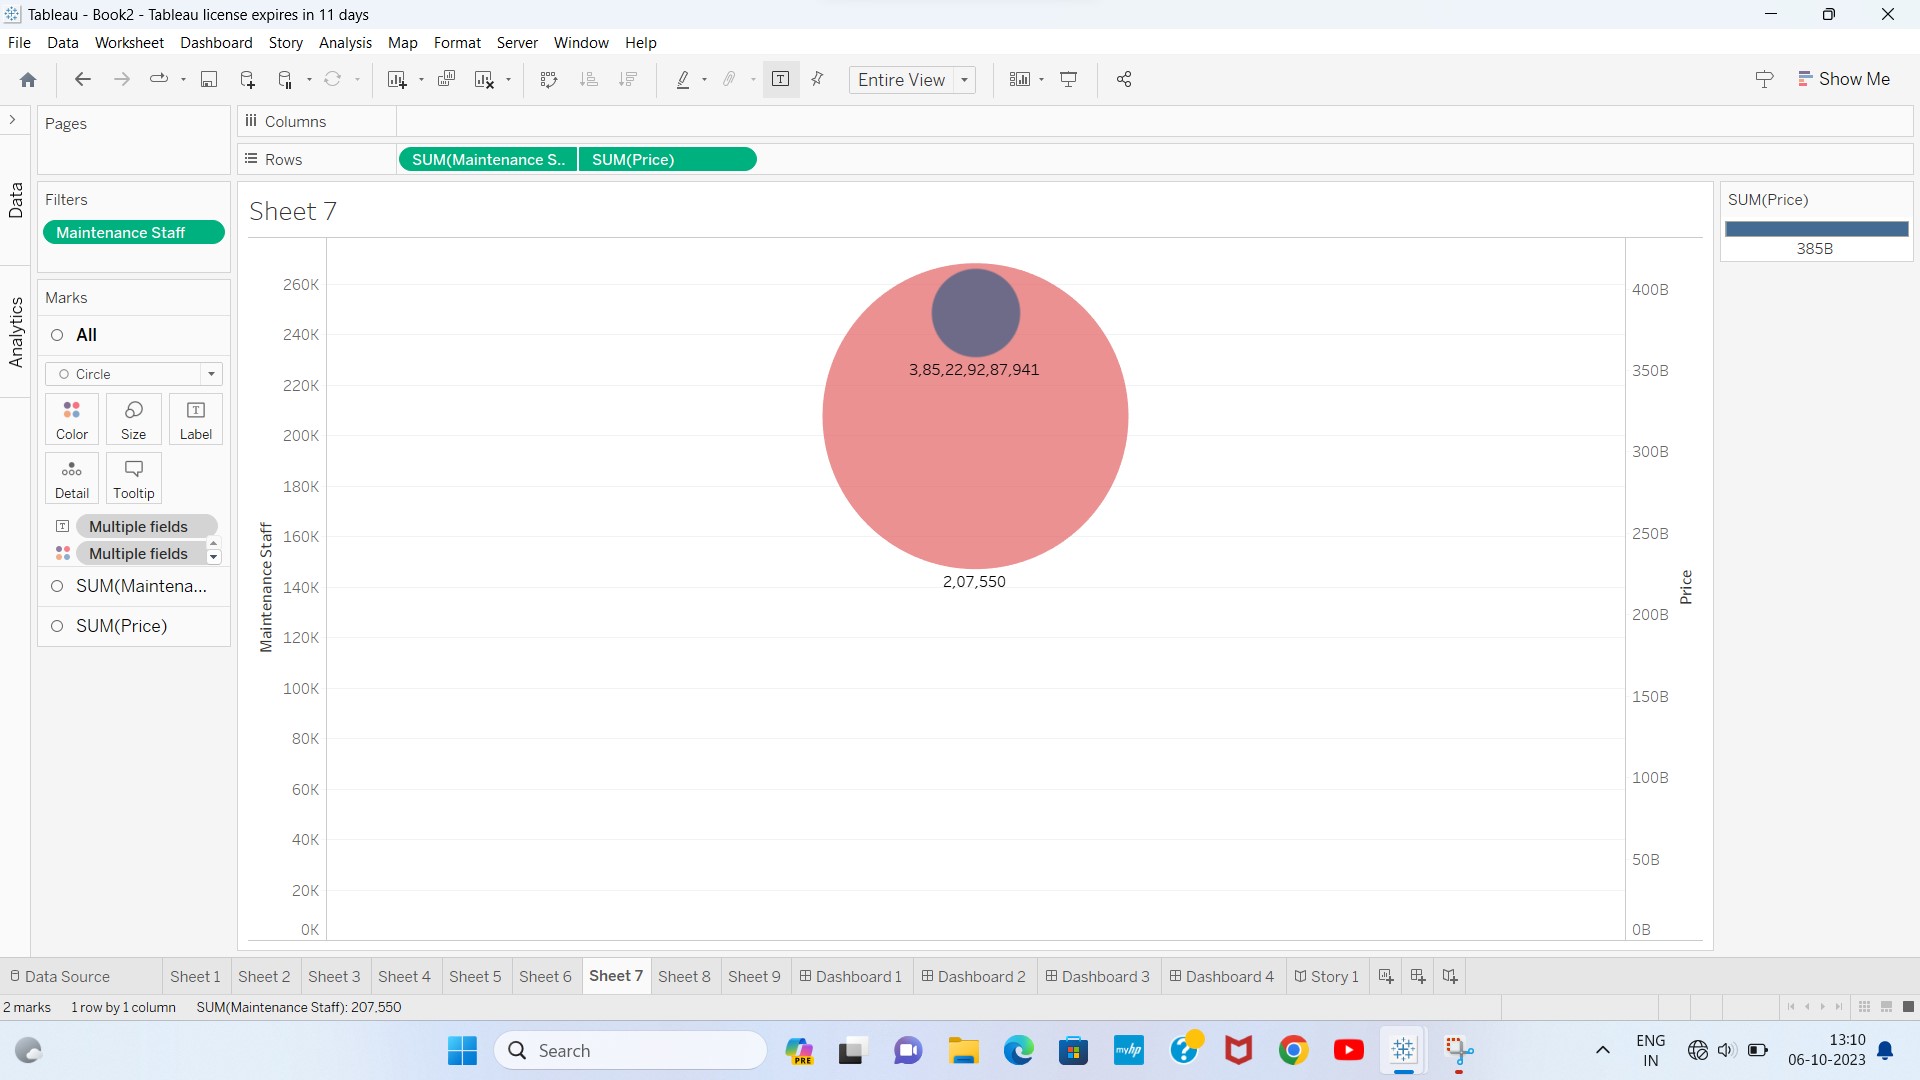 Tableau - Book2 - Tableau license expires in 11 days
File Data Worksheet Dashboard Story Analysis Map Format Server Window Help
Entire View
Show Me
Pages
Columns
Rows
SUM(Maintenance S..
SUM(Price)
Data
Analytics
Filters
Maintenance Staff
Marks
All
Circle
Color
Size
Label
Detail
Tooltip
Multiple fields
Multiple fields
SUM(Maintena...
SUM(Price)
Sheet 7
Maintenance Staff
260K
240K
220K
200K
180K
160K
140K
120K
100K
80K
60K
40K
20K
0K
3,85,22,92,87,941
2,07,550
400B
350B
300B
250B
200B
150B
100B
50B
0B
Price
SUM(Price)
385B
Data Source Sheet 1 Sheet 2 Sheet 3 Sheet 4 Sheet 5 Sheet 6 Sheet 7 Sheet 8 Sheet 9 Dashboard 1 Dashboard 2 Dashboard 3 Dashboard 4 Story 1
2 marks 1 row by 1 column SUM(Maintenance Staff): 207,550
Search
PRE
myhp
ENG
IN
13:10
06-10-2023